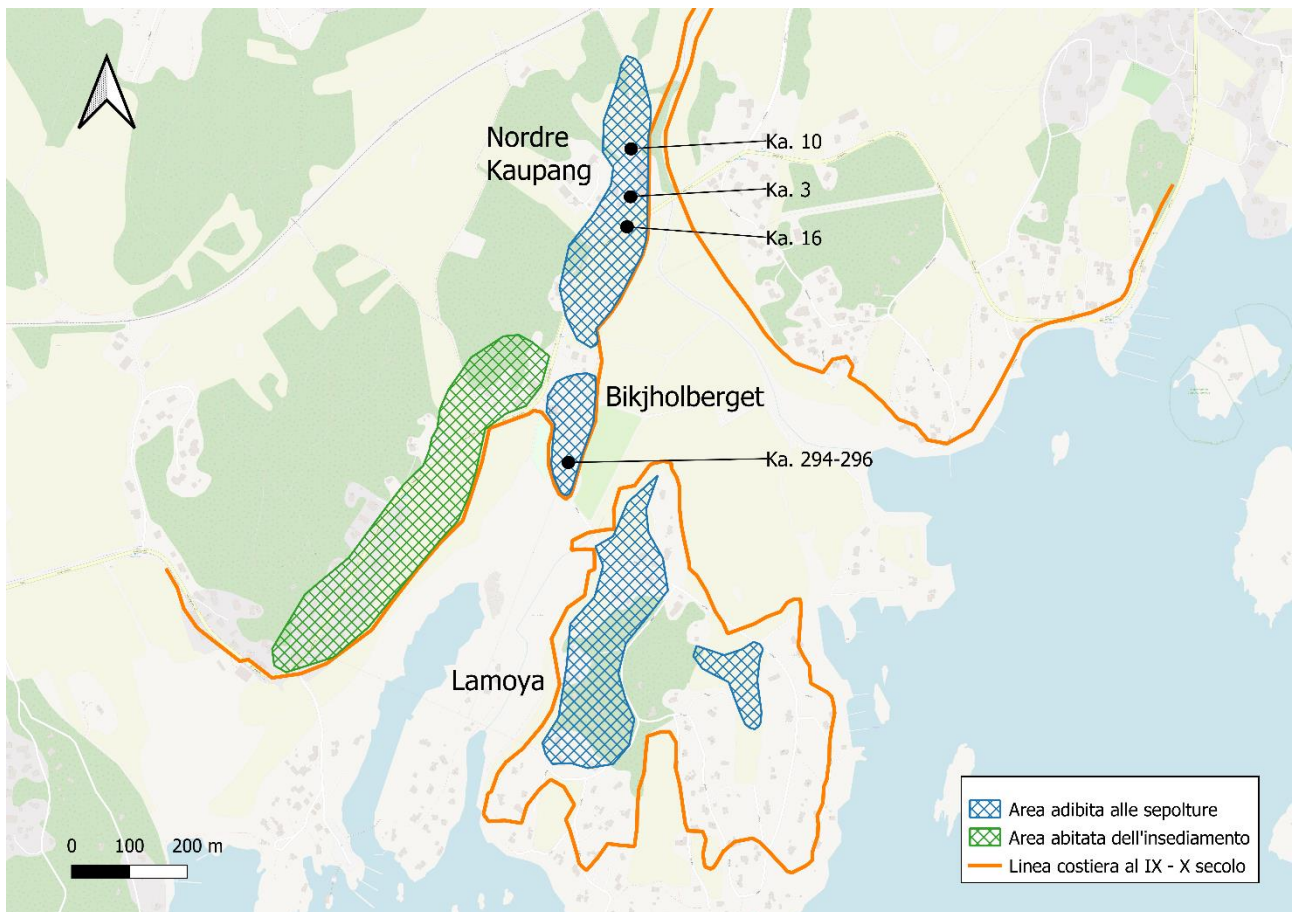 Nordre
Kaupang
Ka. 10
Ka. 3
Ka. 16
Bikjholberget
Ka. 294-296
Lamoya
0 100 200 m
Area adibita alle sepolture
Area abitata dell'insediamento
Linea costiera al IX - X secolo